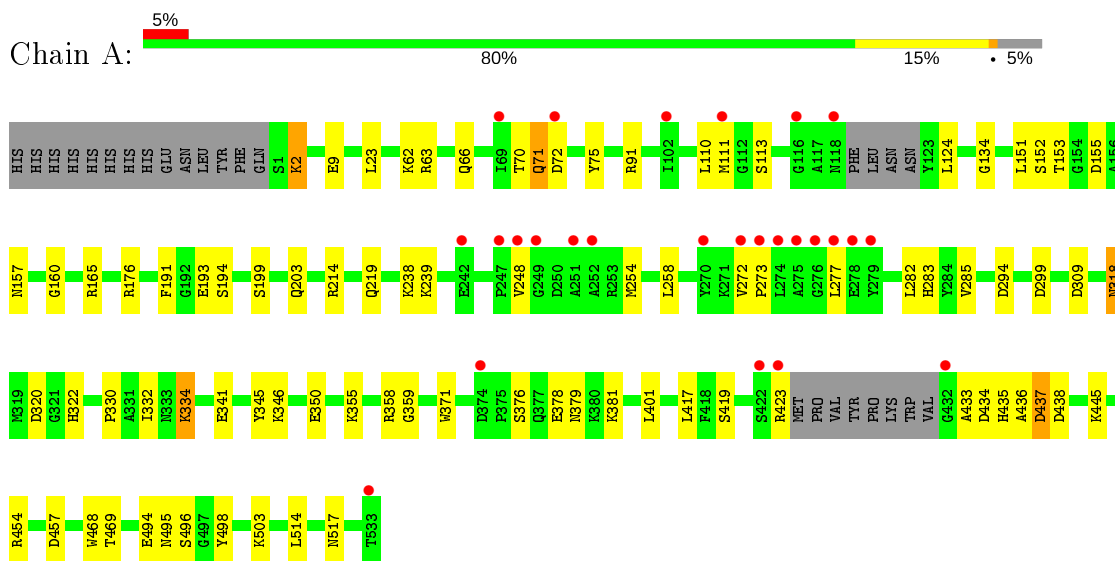 5%
Chain A:
80% 15% • 5%
HIS HIS HIS HIS HIS HIS HIS HIS GLU ASN LEU TYR PHE GLN S1 K2 E9 L23 K62 R63 Q66 I69 T70 Q71 D72 Y75 R91 I102 L110 M111 G112 S113 G116 A117 N118 PHE LEU ASN ASN Y123 L124 G134 L151 S152 T153 G154 D155 A156
N157 G160 R165 R176 F191 G192 E193 S194 S199 Q203 R214 Q219 K238 K239 E242 P247 V248 G249 D250 A251 A252 R253 M254 L258 Y270 K271 V272 P273 L274 A275 G276 L277 E278 Y279 L282 H283 Y284 V285 D294 D299 D309 N318
M319 D320 G321 H322 P330 A331 I332 N333 K334 E341 Y345 K346 E350 K355 R358 G359 W371 D374 P375 S376 Q377 E378 N379 K380 K381 L401 L417 F418 S419 S422 R423 MET PRO VAL TYR PRO LYS TRP VAL G432 A433 D434 H435 A436 D437 D438 K445
R454 D457 W468 T469 E494 N495 S496 G497 Y498 K503 L514 N517 T533